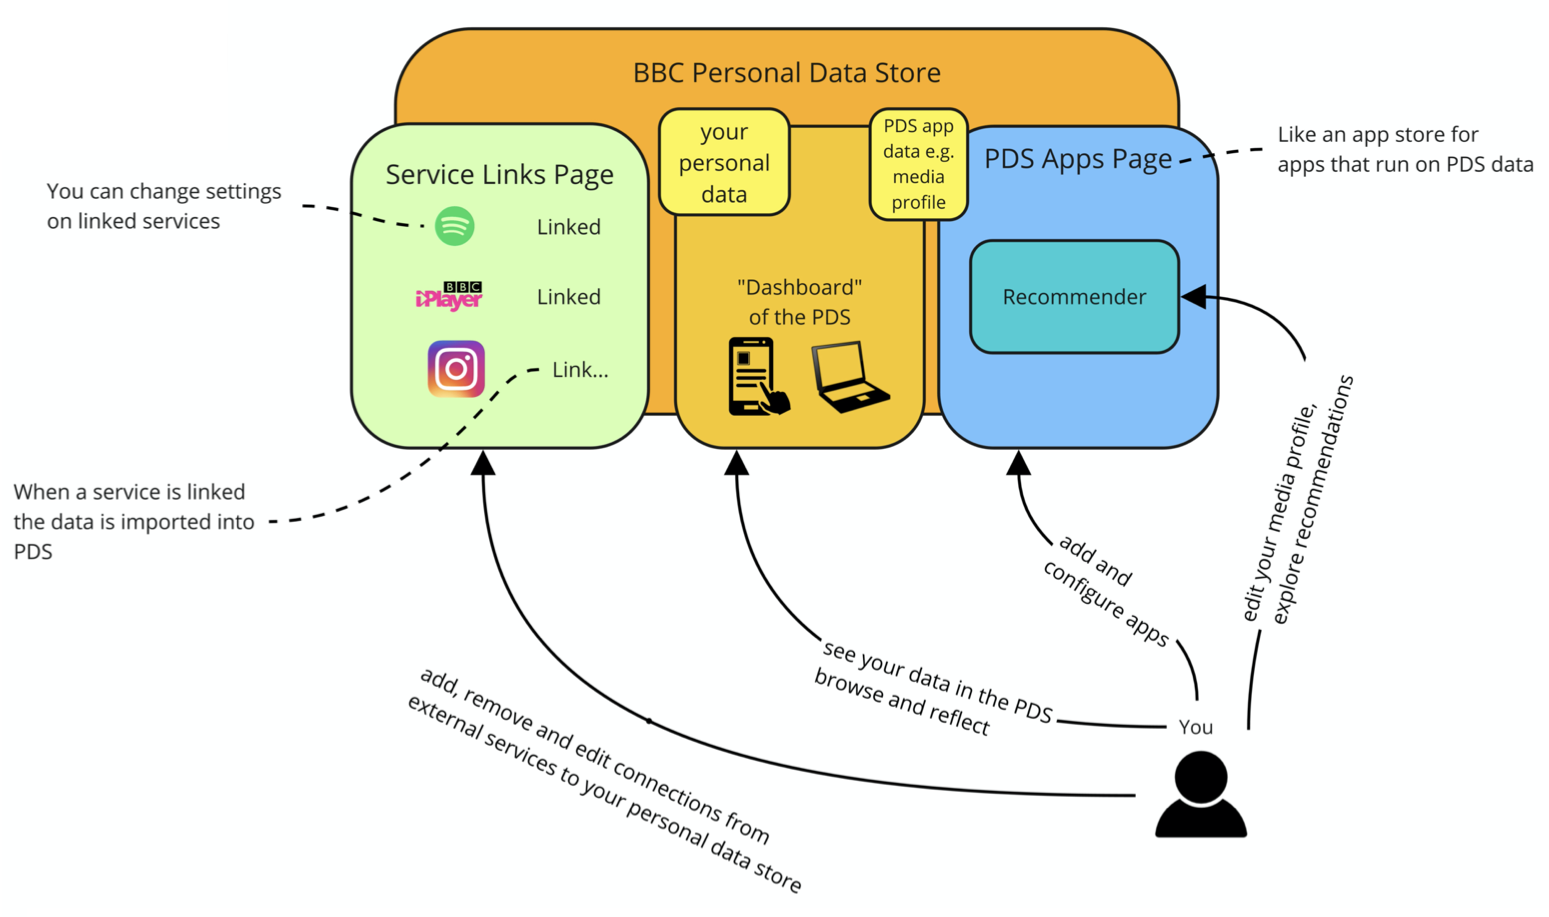 BBC Personal Data Store
your
personal
data
PDS app
data e.g.
media
profile
Service Links Page
Linked
BBC
iPlayer
Linked
Link...
"Dashboard"
of the PDS
PDS Apps Page
Recommender
Like an app store for
apps that run on PDS data
You can change settings
on linked services
When a service is linked
the data is imported into
PDS
add, remove and edit connections from
external services to your personal data store
see your data in the PDS
browse and reflect
add and
configure apps
edit your media profile,
explore recommendations
You